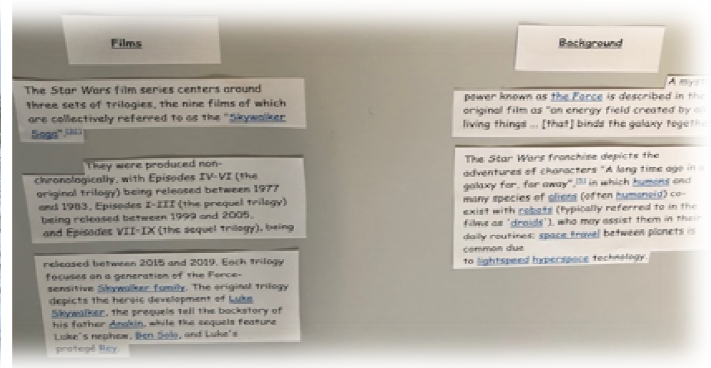 Films
The Star Wars film series centers around
three sets of trilogies, the nine films of which
are collectively referred to as the "Skywalker
Saga".
They were produced non-
chronologically, with Episodes IV-VI (the
original trilogy) being released between 1977
and 1983, Episodes I-III (the prequel trilogy)
being released between 1999 and 2005,
and Episodes VII-IX (the sequel trilogy), being
released between 2015 and 2019. Each trilogy
focuses on a generation of the Force-
sensitive Skywalker family. The original trilogy
depicts the heroic development of Luke
Skywalker, the prequels tell the backstory of
his father Anakin, while the sequels feature
Luke's nephew, Ben Solo, and Luke's
protegé Rey.
Background
A
power known as the Force is described in the
original film as "an energy field created by
living things ... [that] binds the galaxy
The Star Wars franchise depicts the
adventures of characters "A long time ago in a
galaxy far, far away", in which humans and
many species of aliens (often humanoid) co-
exist with robots (typically referred to in the
films as 'droids'), who may assist them in their
daily routines; space travel between planets is
common due
to lightspeed hyperspace technology.